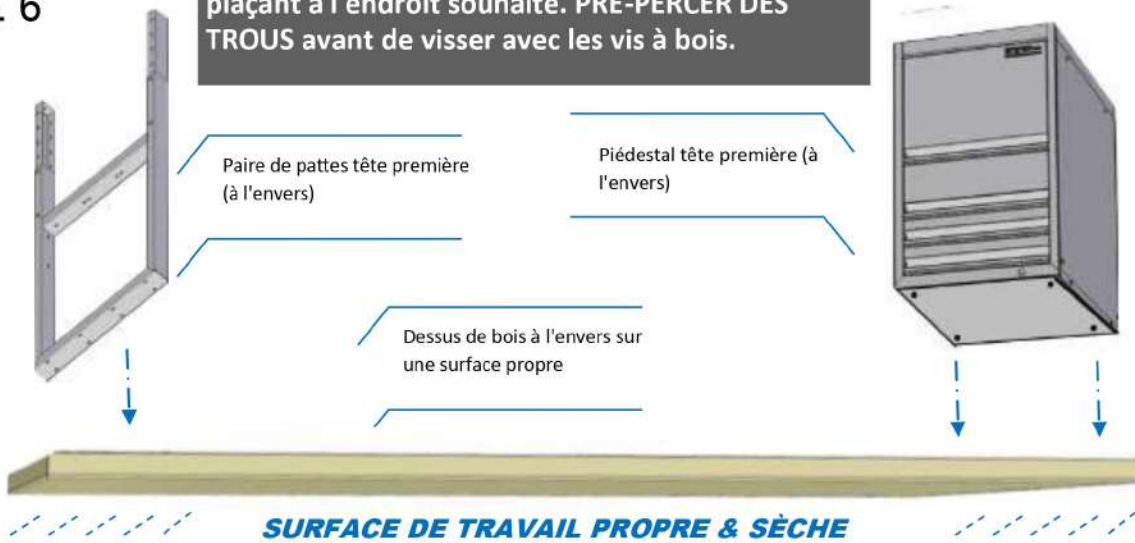 6
plaçant à l'endroit souhaité. PRÉ-PERCER DES
TROUS avant de visser avec les vis à bois.
Paire de pattes tête première
(à l'envers)
Piédestal tête première (à
l'envers)
Dessus de bois à l'envers sur
une surface propre
SURFACE DE TRAVAIL PROPRE & SÈCHE